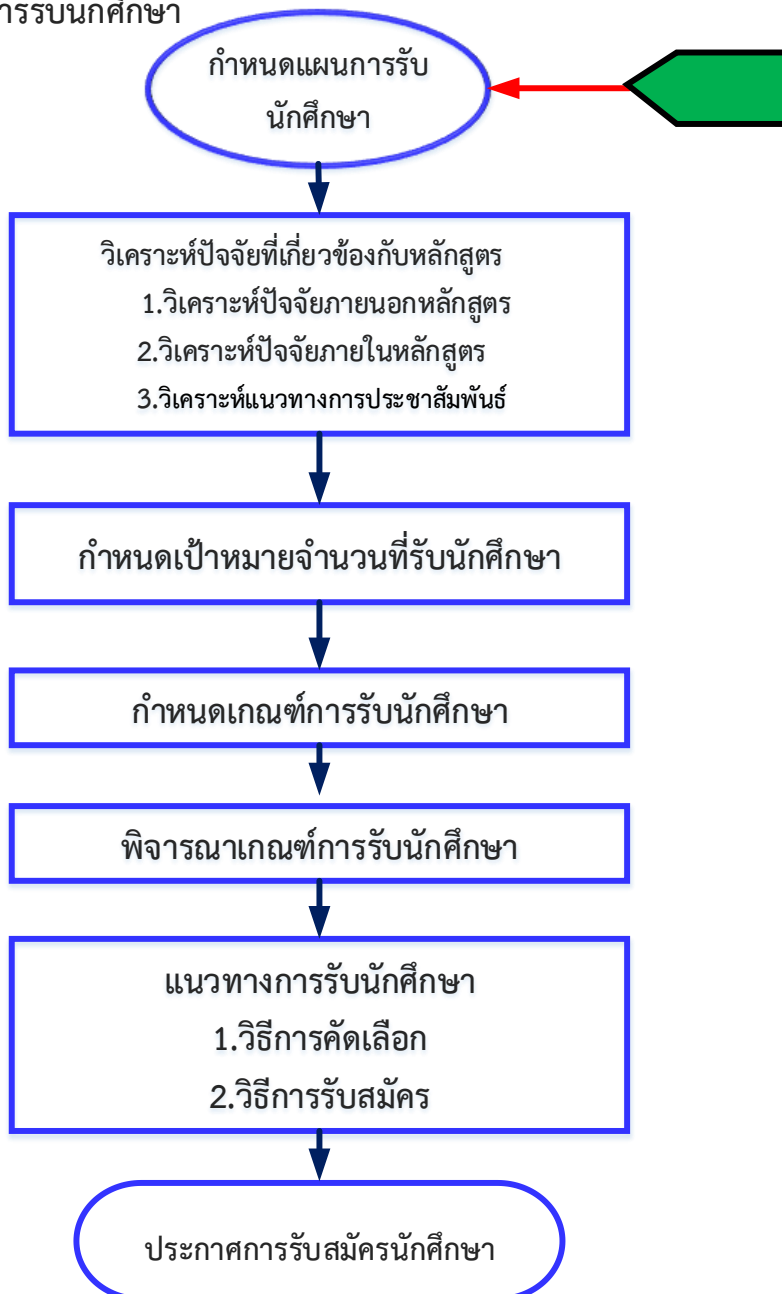 การรับนักศึกษา
กำหนดแผนการรับ
นักศึกษา
วิเคราะห์ปัจจัยที่เกี่ยวข้องกับหลักสูตร
1.วิเคราะห์ปัจจัยภายนอกหลักสูตร
2.วิเคราะห์ปัจจัยภายในหลักสูตร
3.วิเคราะห์แนวทางการประชาสัมพันธ์
กำหนดเป้าหมายจำนวนที่รับนักศึกษา
กำหนดเกณฑ์การรับนักศึกษา
พิจารณาเกณฑ์การรับนักศึกษา
แนวทางการรับนักศึกษา
1.วิธีการคัดเลือก
2.วิธีการรับสมัคร
ประกาศการรับสมัครนักศึกษา